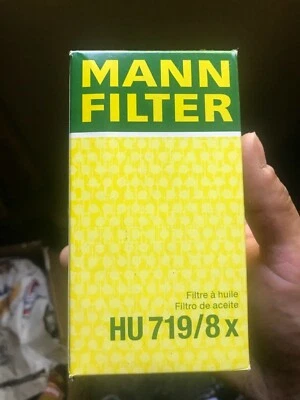 MANN
FILTER
Filtre à huile
Filtro de aceite
HU 719/8 x